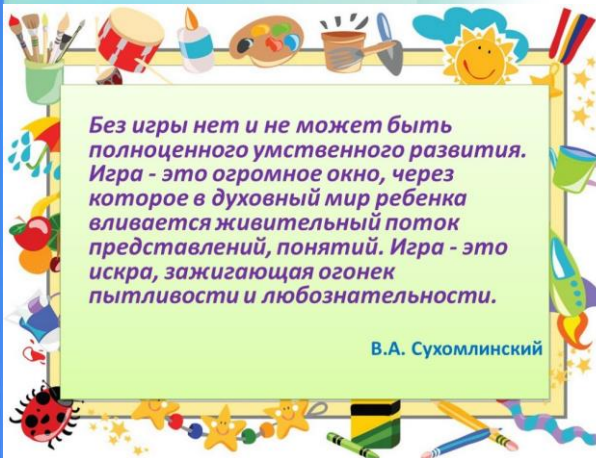 Без игры нет и не может быть
полноценного умственного развития.
Игра - это огромное окно, через
которое в духовный мир ребенка
вливается живительный поток
представлений, понятий. Игра - это
искра, зажигающая огонек
пытливости и любознательности.
В.А. Сухомлинский